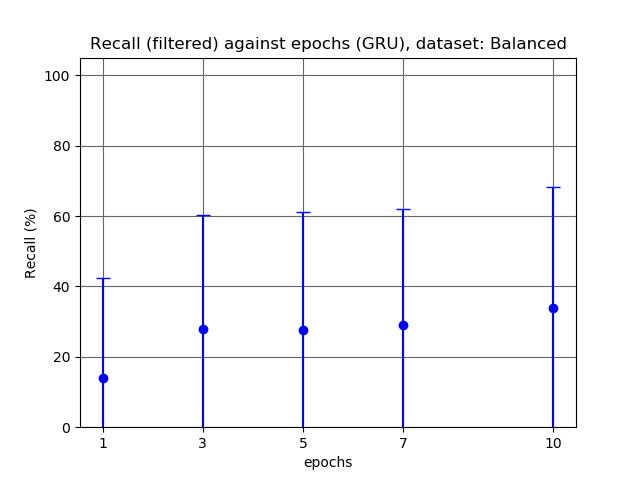 Recall (filtered) against epochs (GRU), dataset: Balanced
100
80
60
40
20
0
Recall (%)
1 3 5 7 10
epochs